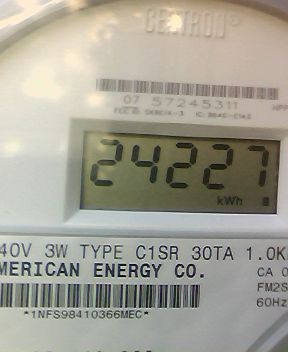 CENTRON®
07 57245311
24227
kWh
40V 3W TYPE C1SR 30TA 1.0K
MERICAN ENERGY CO.
CA 0
FM2S
60Hz
*1NFS98410366MEC*